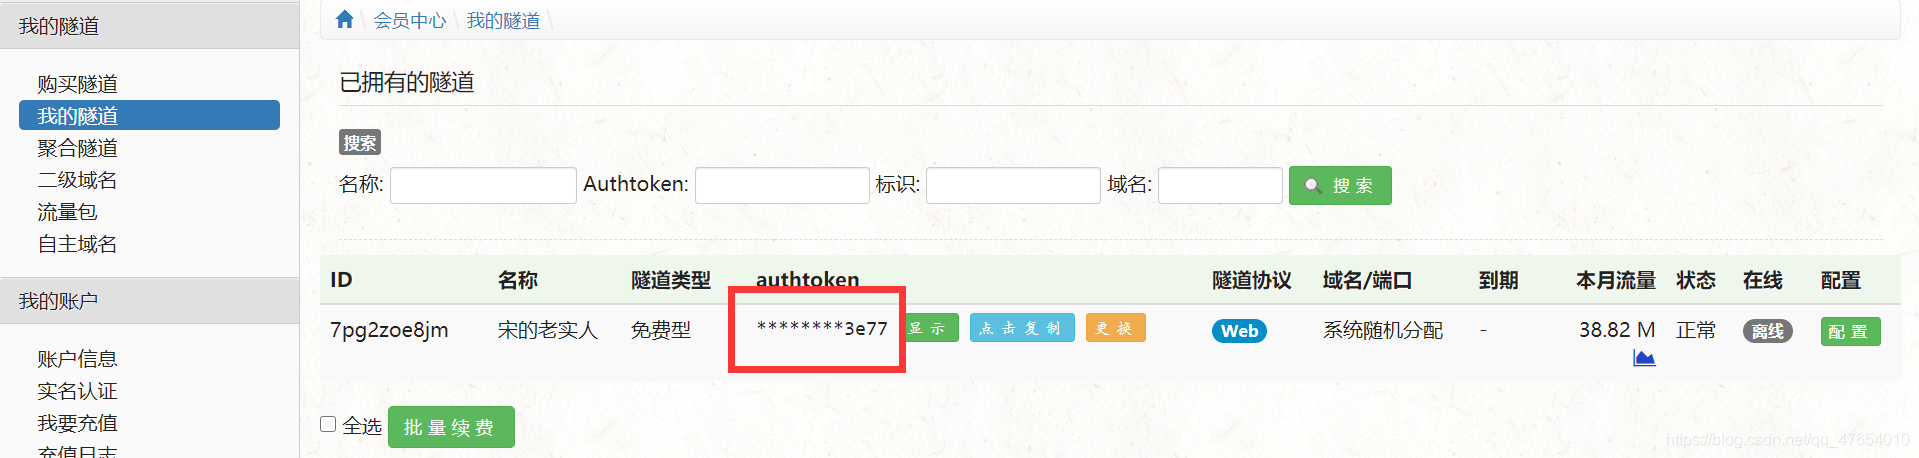 我的隧道
购买隧道
我的隧道
聚合隧道
二级域名
流量包
自主域名
我的账户
账户信息
实名认证
我要充值
充值日志
会员中心 \ 我的隧道 \
已拥有的隧道
搜索
名称: Authtoken: 标识: 域名: 搜索
ID 名称 隧道类型 authtoken 隧道协议 域名/端口 到期 本月流量 状态 在线 配置
7pg2zoe8jm 宋的老实人 免费型 ********3e77 显示 点击复制 更换 Web 系统随机分配 - 38.82 M 正常 离线 配置
全选 批量续费
https://blog.csdn.net/qq_47654010